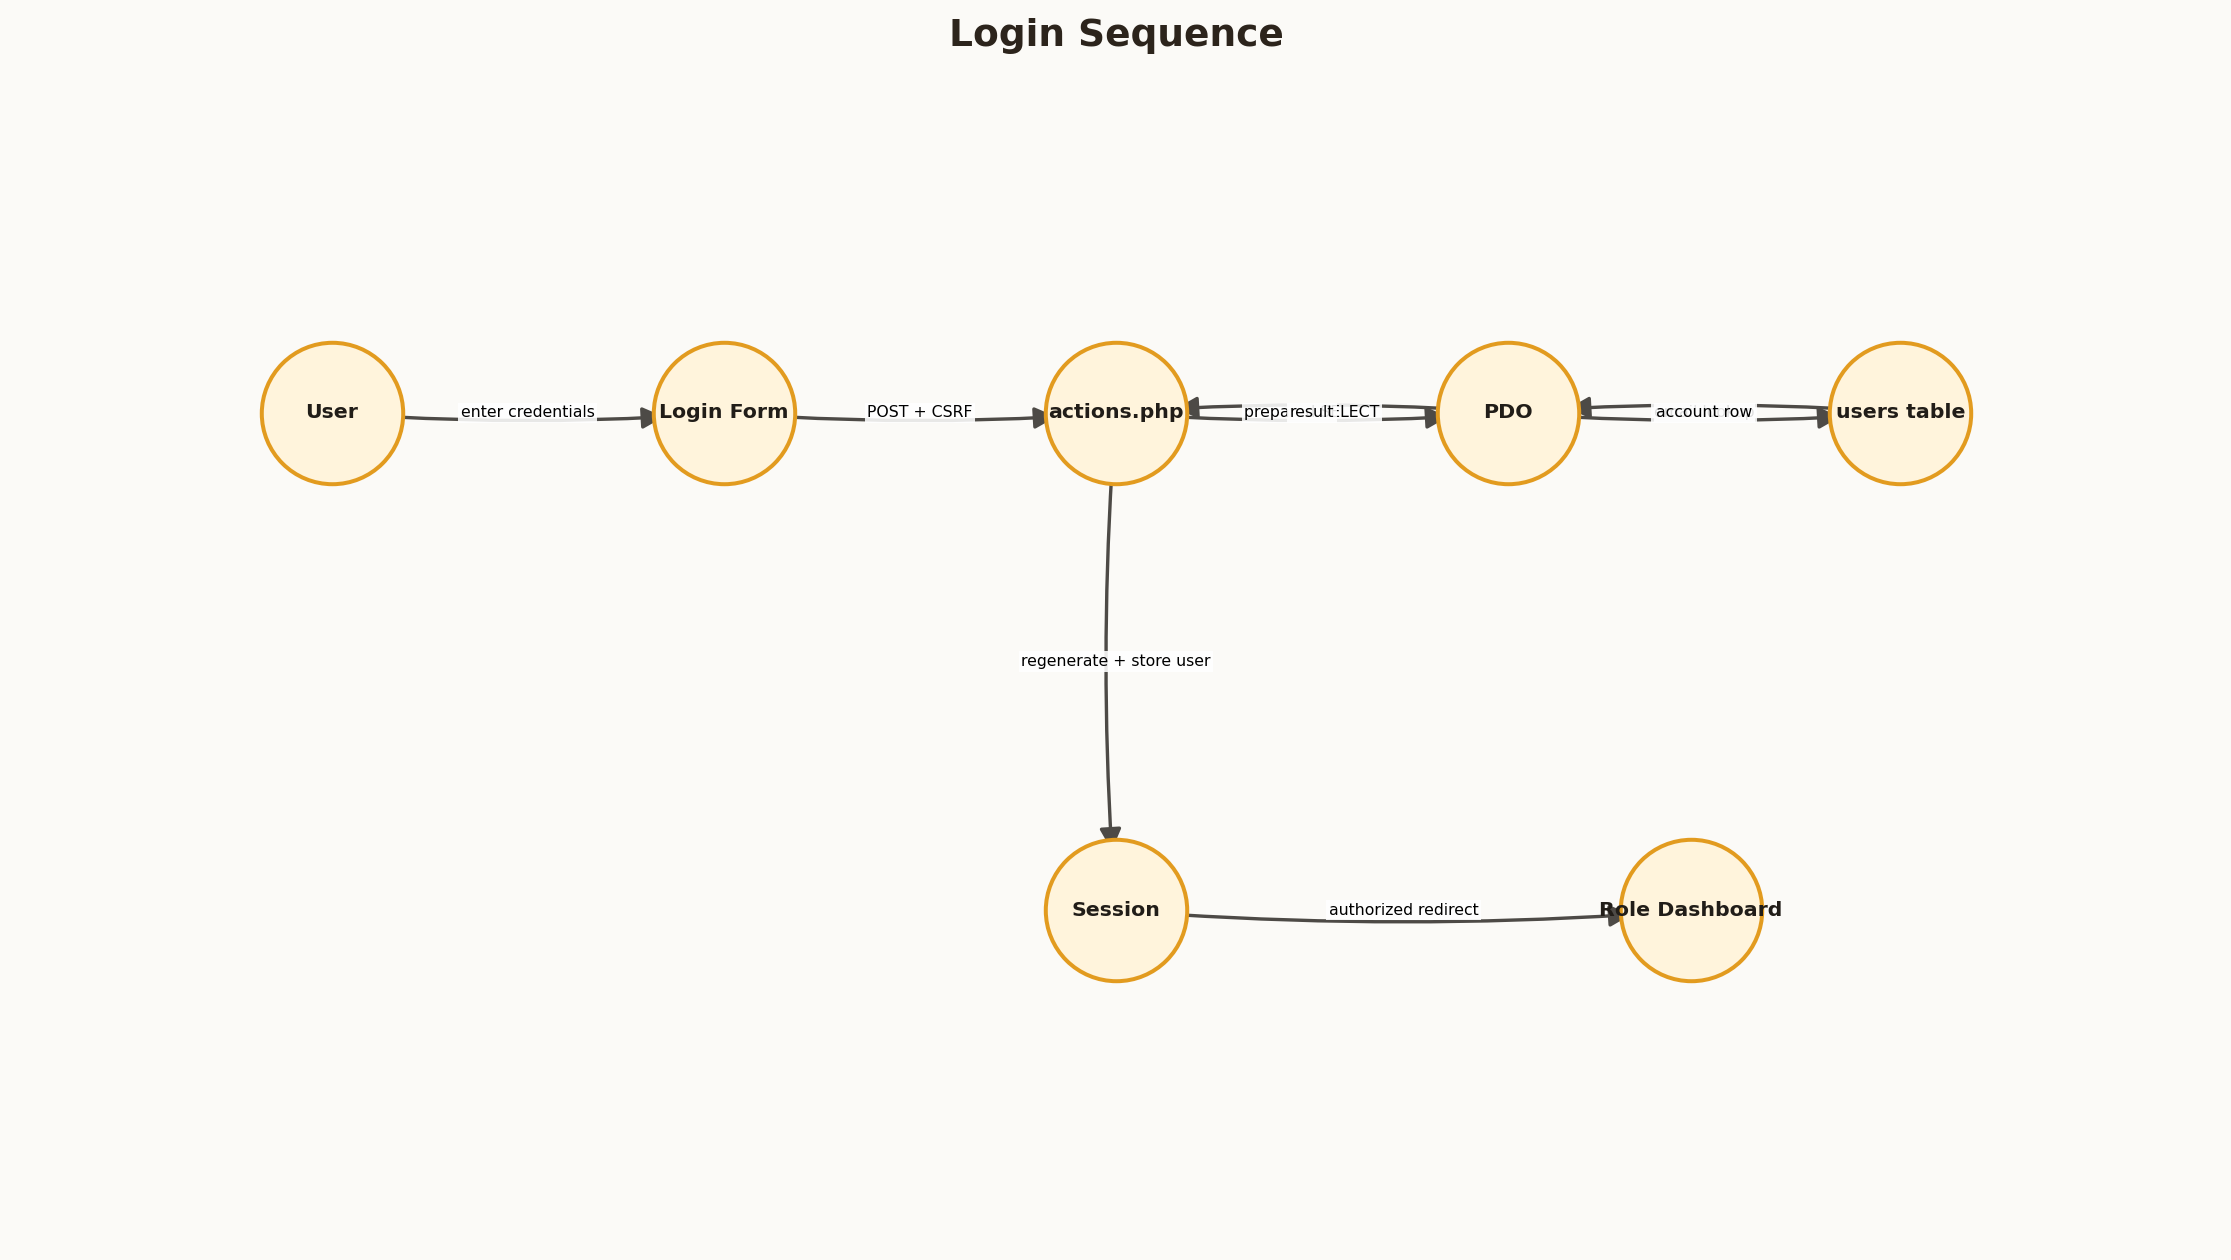 Login Sequence
User
enter credentials
Login Form
POST + CSRF
actions.php
result
PDO
account row
users table
regenerate + store user
Session
authorized redirect
Role Dashboard